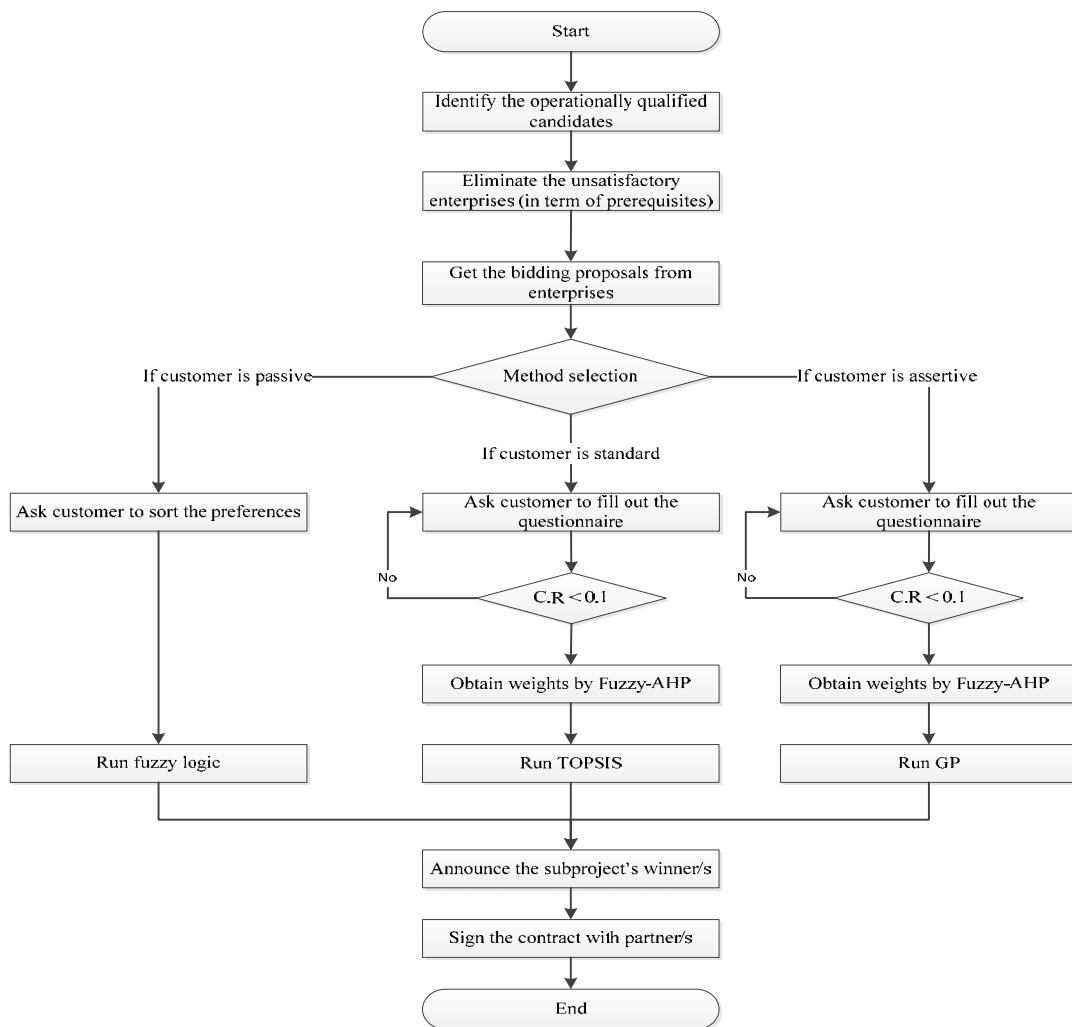 Start
Identify the operationally qualified
candidates
Eliminate the unsatisfactory
enterprises (in term of prerequisites)
Get the bidding proposals from
enterprises
Method selection
If customer is passive
If customer is assertive
If customer is standard
Ask customer to sort the preferences
Ask customer to fill out the
questionnaire
Ask customer to fill out the
questionnaire
No
C.R < 0.1
No
C.R < 0.1
Obtain weights by Fuzzy-AHP
Obtain weights by Fuzzy-AHP
Run fuzzy logic
Run TOPSIS
Run GP
Announce the subproject's winner/s
Sign the contract with partner/s
End